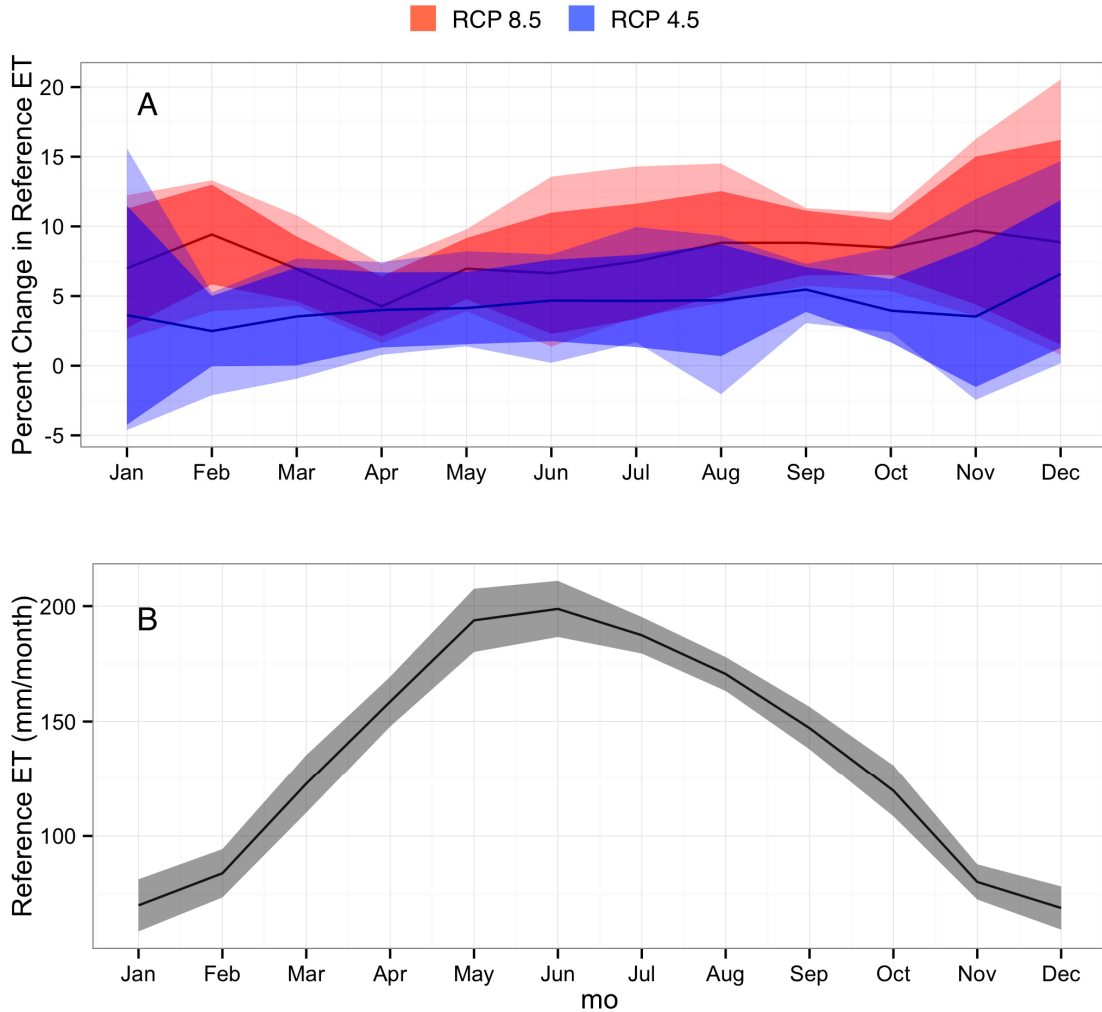 RCP 8.5 RCP 4.5
Percent Change in Reference ET
A
20
15
10
5
0
-5
Jan Feb Mar Apr May Jun Jul Aug Sep Oct Nov Dec
Reference ET (mm/month)
B
200
150
100
Jan Feb Mar Apr May Jun Jul Aug Sep Oct Nov Dec
mo